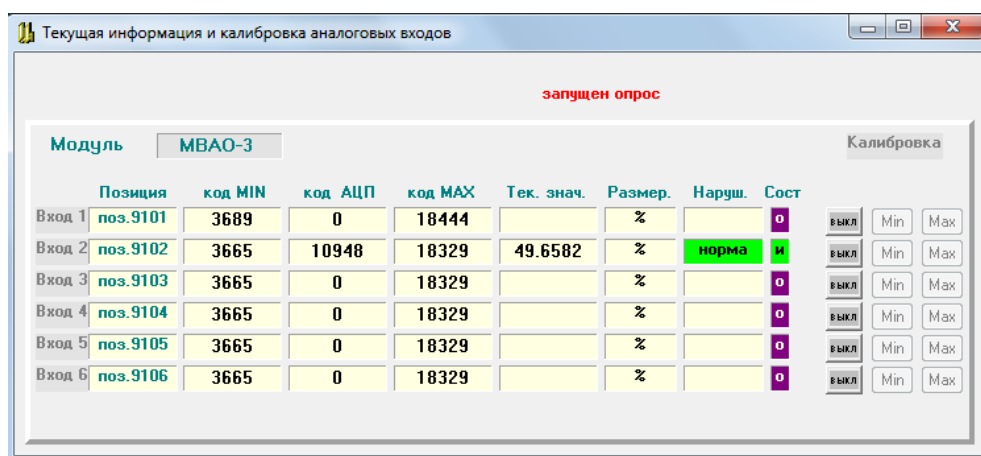 Текущая информация и калибровка аналоговых входов
запущен опрос
Модуль МВАО-3 Калибровка
Позиция код MIN код АЦП код MAX Тек. знач. Размер. Наруш. Сост
Вход 1 поз.9101 3689 0 18444 % о выкл Min Max
Вход 2 поз.9102 3665 10948 18329 49.6582 % норма и выкл Min Max
Вход 3 поз.9103 3665 0 18329 % о выкл Min Max
Вход 4 поз.9104 3665 0 18329 % о выкл Min Max
Вход 5 поз.9105 3665 0 18329 % о выкл Min Max
Вход 6 поз.9106 3665 0 18329 % о выкл Min Max